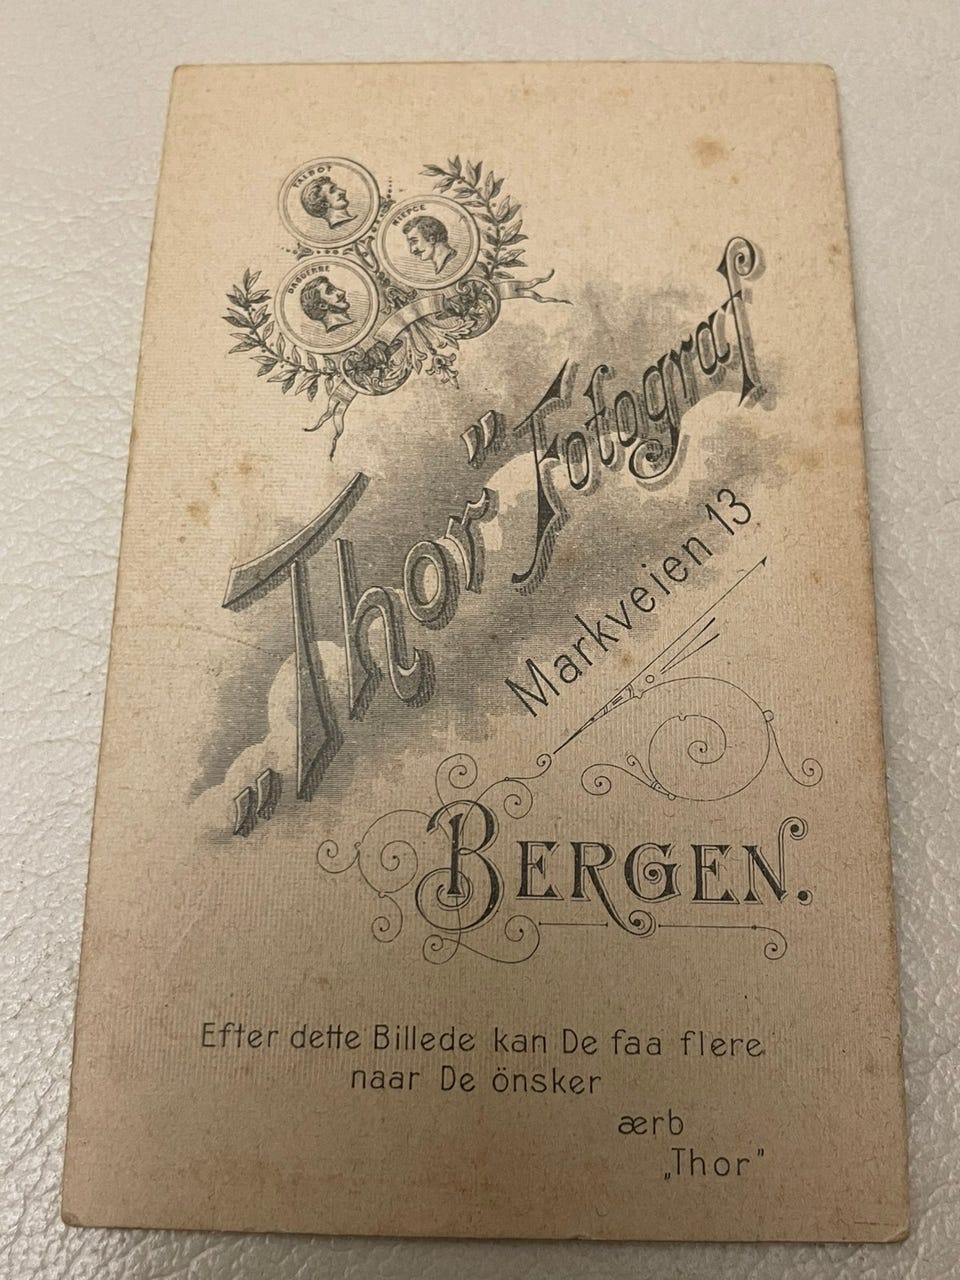 TALBOT
NIEPCE
DAGUERRE
„Thor” Fotograf
Markveien 13
BERGEN.
Efter dette Billede kan De faa flere
naar De önsker
ærb
„Thor”